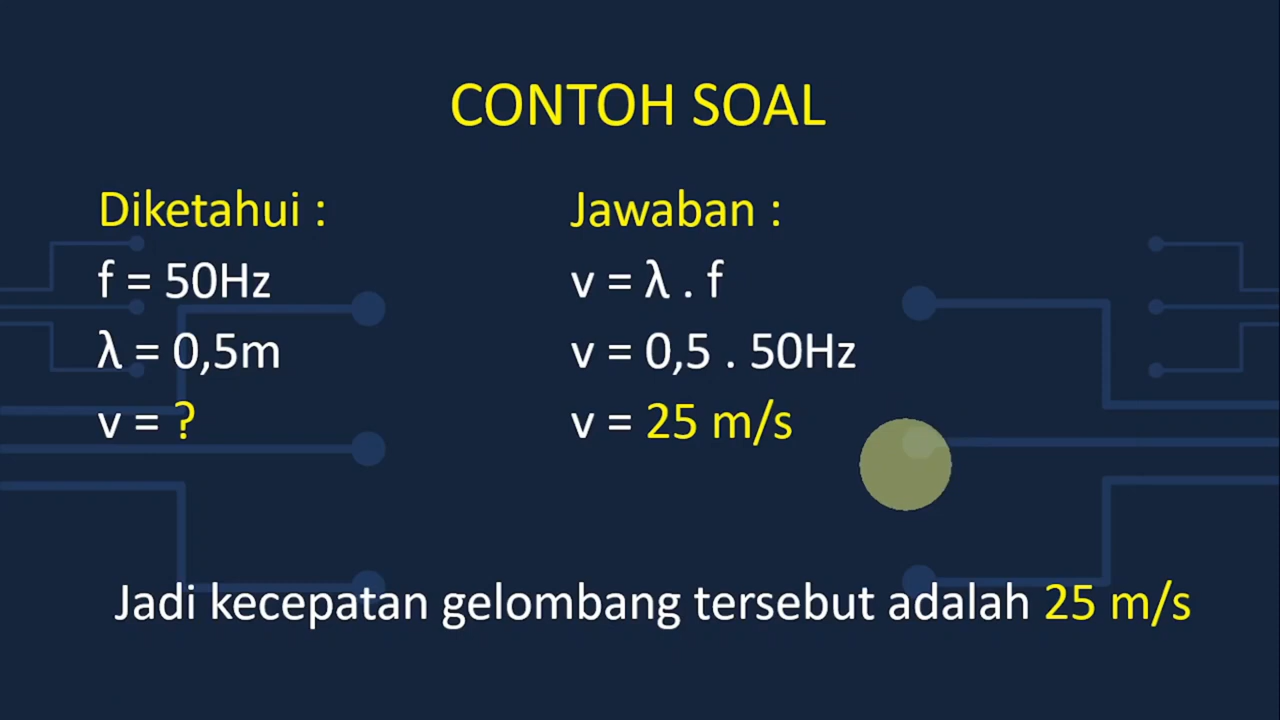 CONTOH SOAL
Diketahui :
f = 50Hz
λ = 0,5m
v = ?
Jawaban :
v = λ . f
v = 0,5 . 50Hz
v = 25 m/s
Jadi kecepatan gelombang tersebut adalah 25 m/s